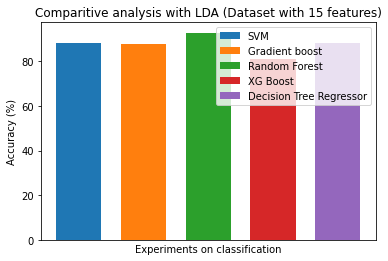 Comparitive analysis with LDA (Dataset with 15 features)
SVM
Gradient boost
Random Forest
XG Boost
Decision Tree Regressor
Accuracy (%)
80
60
40
20
0
Experiments on classification